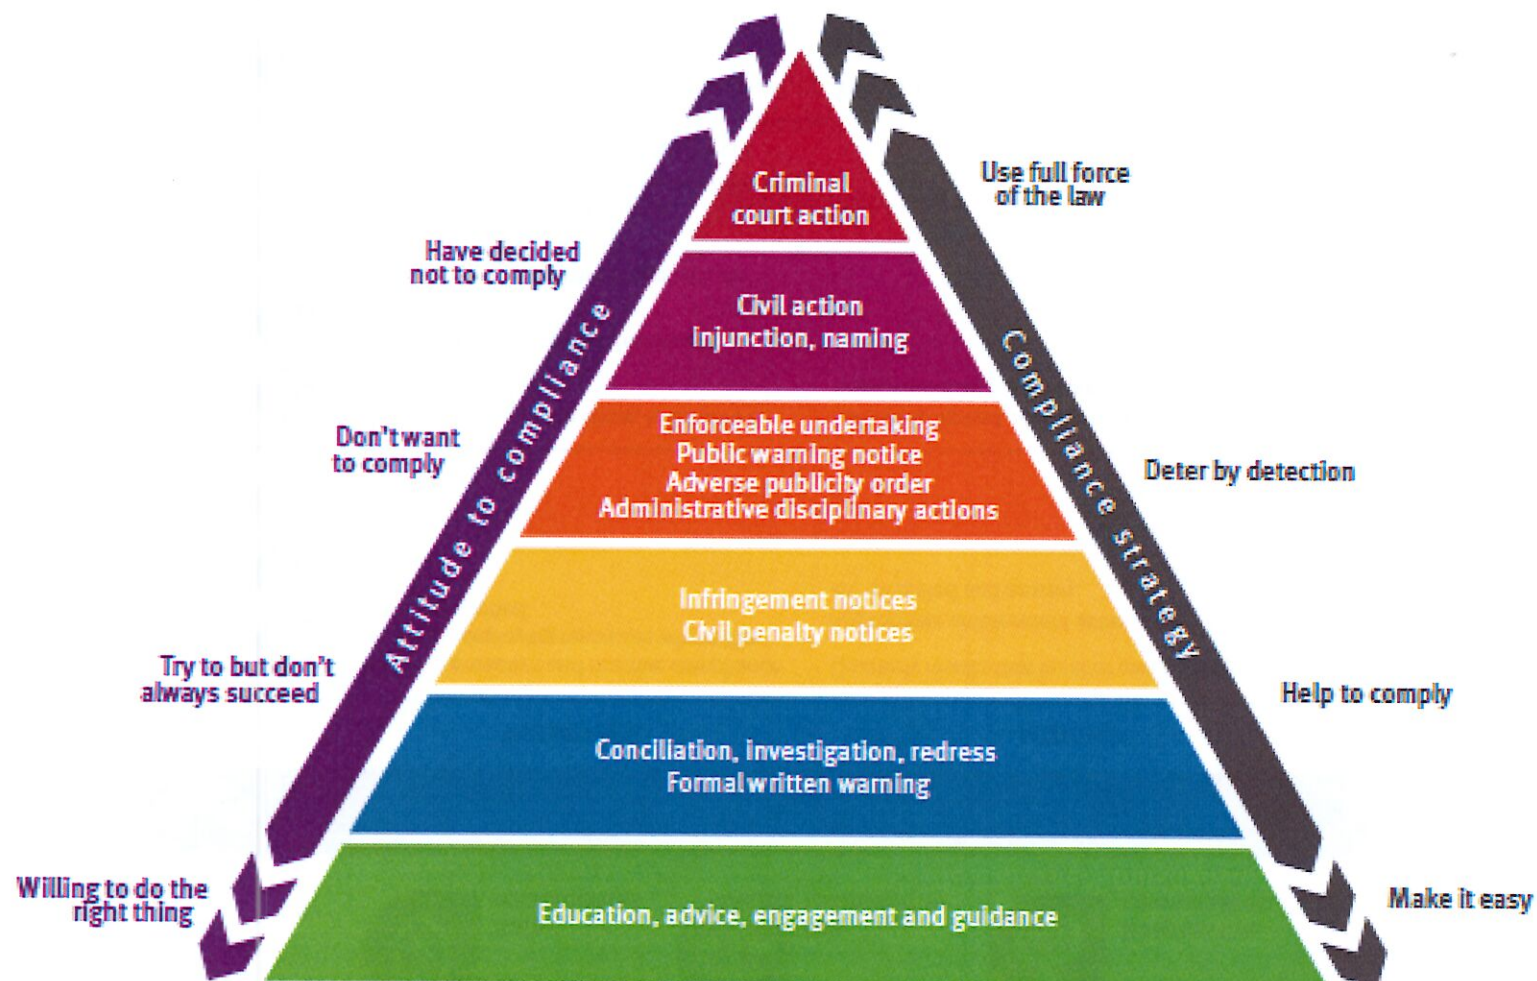 Use full force
of the law
Criminal
court action
Have decided
not to comply
Civil action
injunction, naming
Attitude to compliance
Compliance strategy
Don't want
to comply
Enforceable undertaking
Public warning notice
Adverse publicity order
Administrative disciplinary actions
Deter by detection
Infringement notices
Civil penalty notices
Try to but don't
always succeed
Help to comply
Conciliation, investigation, redress
Formal written warning
Willing to do the
right thing
Education, advice, engagement and guidance
Make it easy